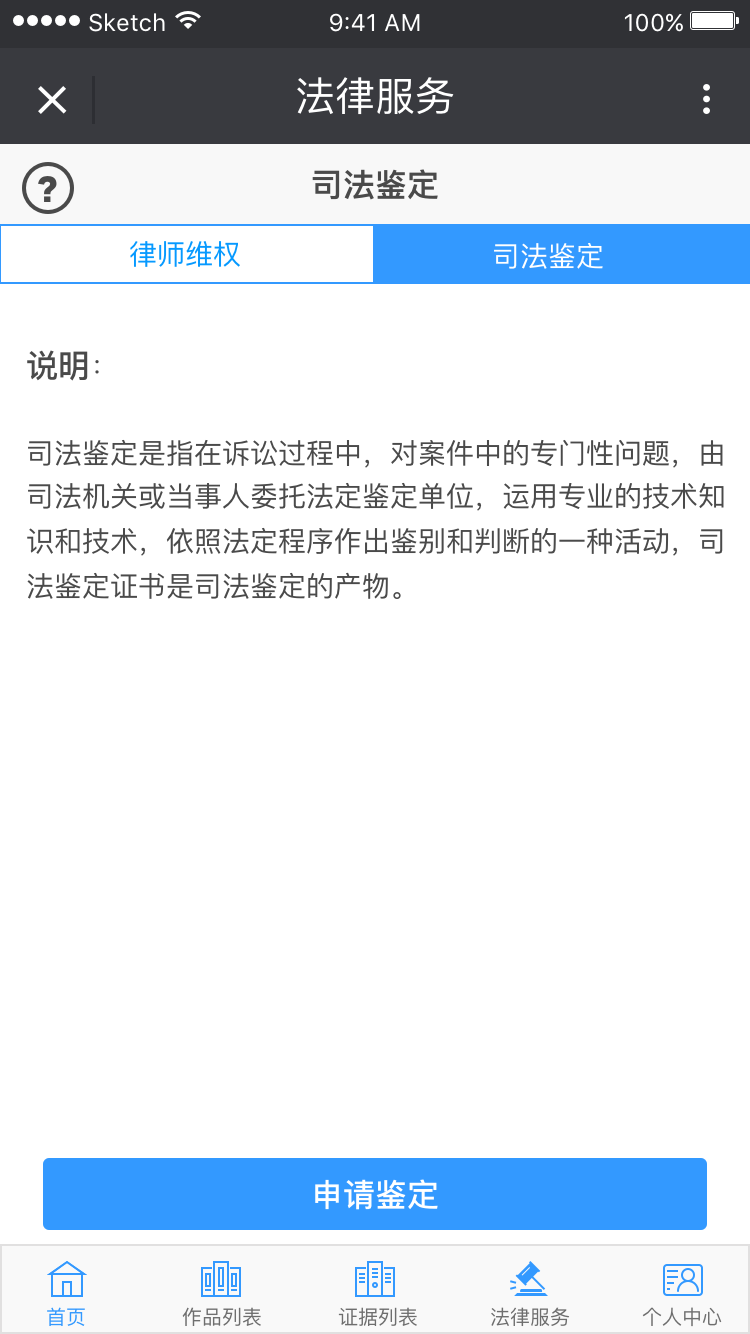 Sketch 9:41 AM 100%
法律服务
? 司法鉴定
律师维权 司法鉴定
说明:
司法鉴定是指在诉讼过程中，对案件中的专门性问题，由
司法机关或当事人委托法定鉴定单位，运用专业的技术知
识和技术，依照法定程序作出鉴别和判断的一种活动，司
法鉴定证书是司法鉴定的产物。
申请鉴定
首页 作品列表 证据列表 法律服务 个人中心